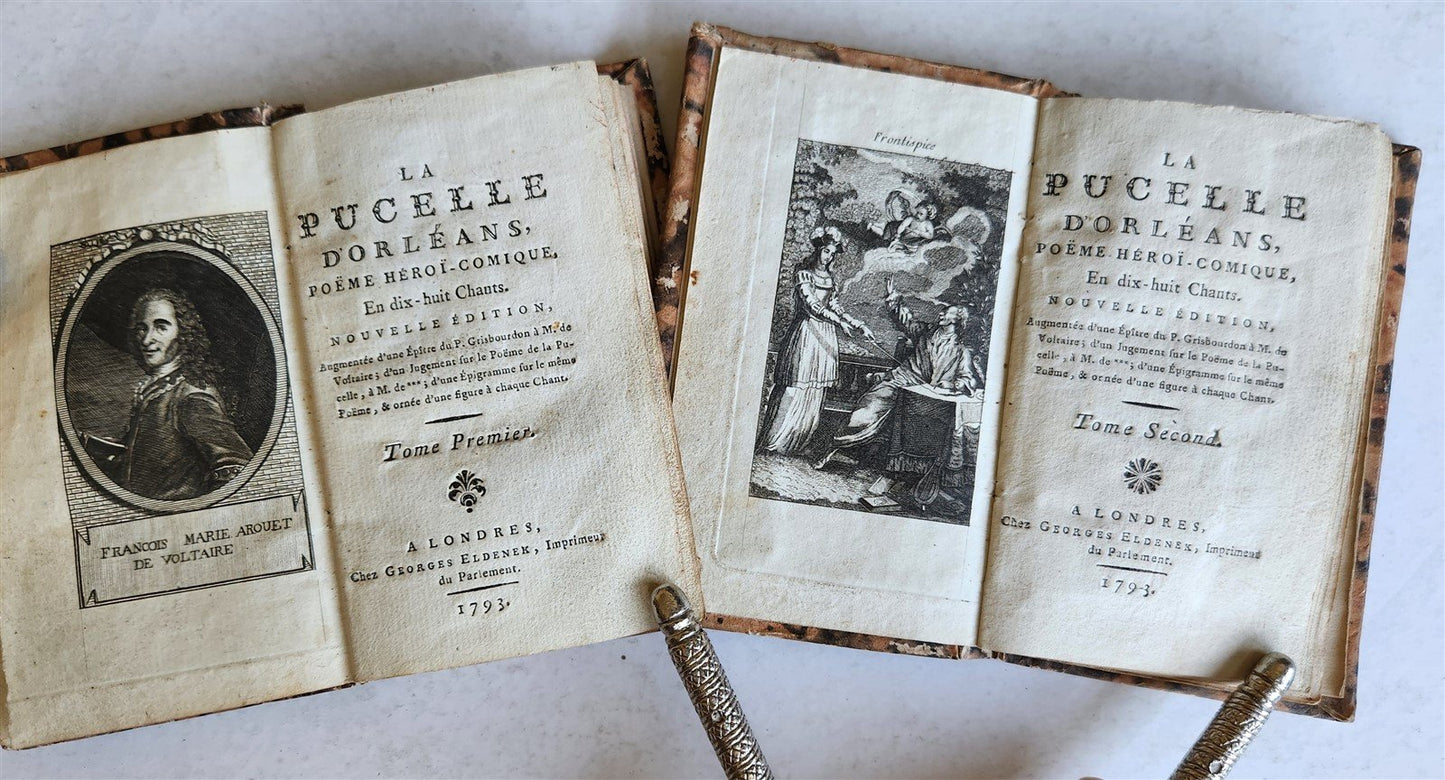 FRANCOIS MARIE AROUET
DE VOLTAIRE
LA
PUCELLE
D'ORLÉANS,
POËME HÉROÏ-COMIQUE,
En dix-huit Chants.
NOUVELLE ÉDITION,
Augmentée d'une Épître du P. Grisbourdon à M. de
Voltaire; d'un Jugement sur le Poëme de la Pu-
celle, à M. de ***; d'une Épigramme sur le même
Poëme, & ornée d'une figure à chaque Chant.
Tome Premier.
A LONDRES,
Chez GEORGES ELDENEK, Imprimeur
du Parlement.
1793.
Frontispice
LA
PUCELLE
D'ORLÉANS,
POËME HÉROÏ-COMIQUE,
En dix-huit Chants.
NOUVELLE ÉDITION,
Augmentée d'une Épître du P. Grisbourdon à M. de
Voltaire; d'un Jugement sur le Poëme de la Pu-
celle, à M. de ***; d'une Épigramme sur le même
Poëme, & ornée d'une figure à chaque Chant.
Tome Second.
A LONDRES,
Chez GEORGES ELDENEK, Imprimeur
du Parlement.
1793.